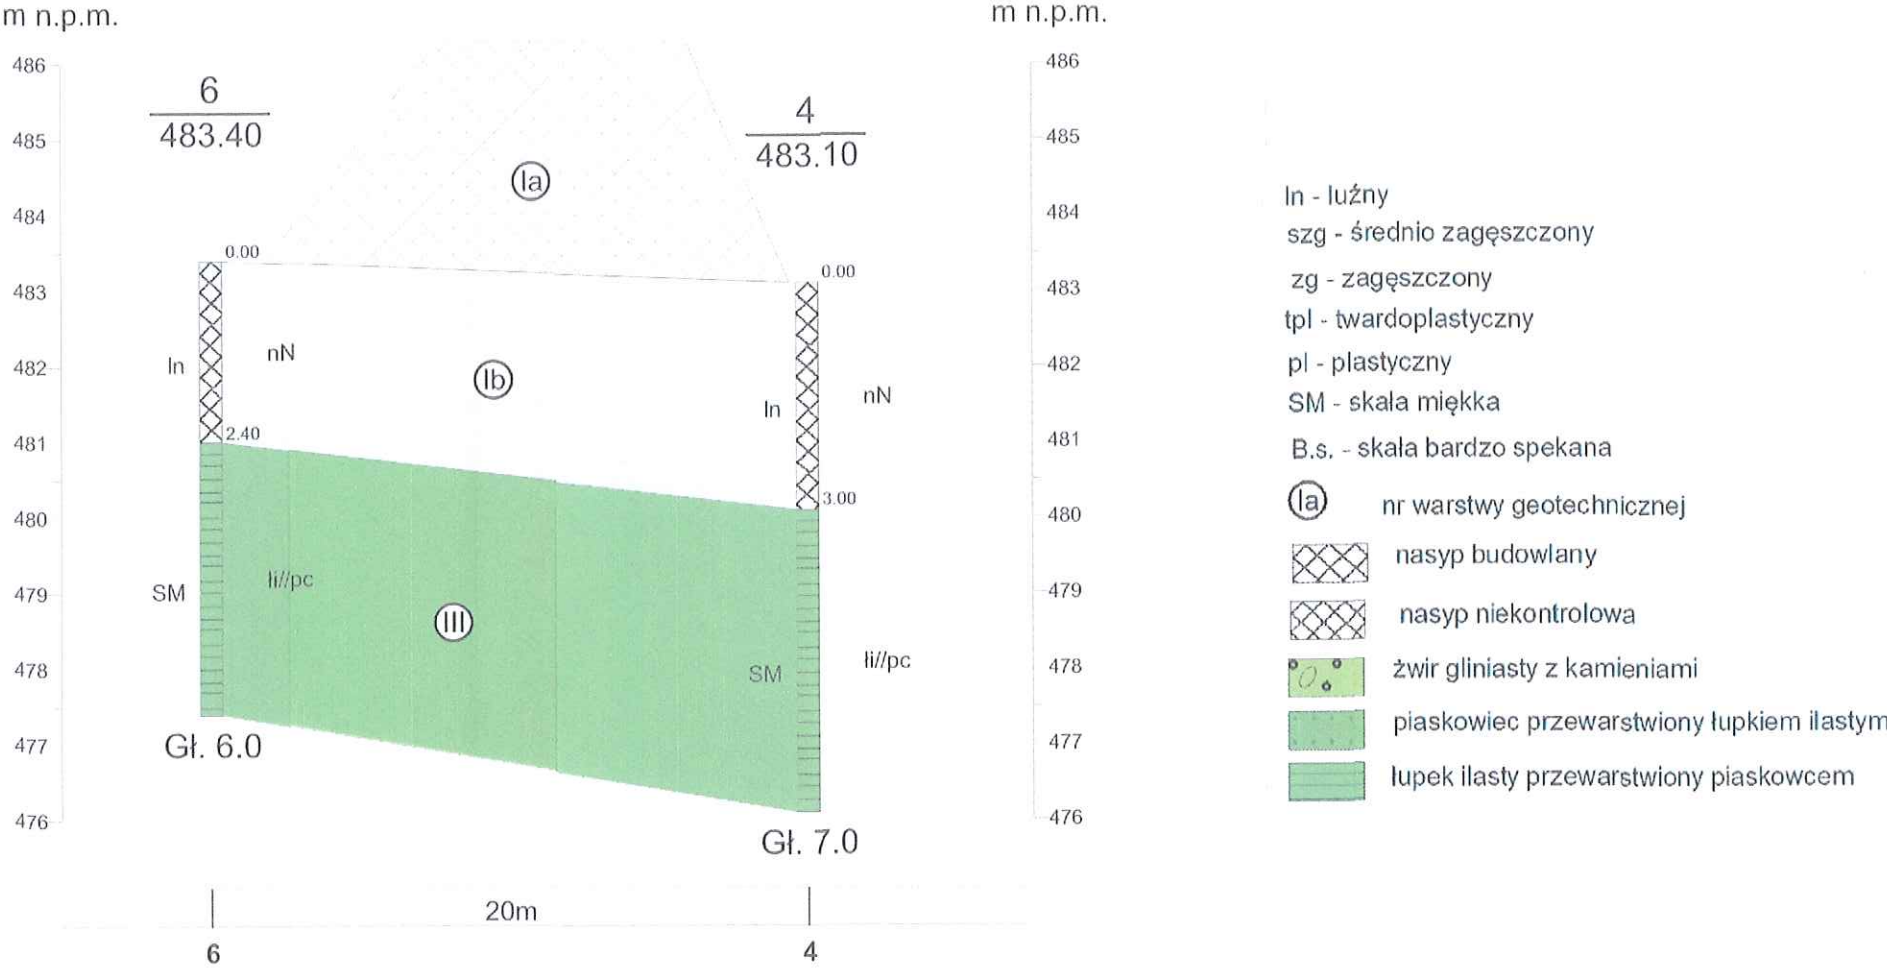 m n.p.m.
m n.p.m.
486
485
484
483
482
481
480
479
478
477
476
6
483.40
4
483.10
Ia
0.00
0.00
ln
nN
Ib
ln
nN
2.40
3.00
SM
łi//pc
III
SM
łi//pc
Gł. 6.0
Gł. 7.0
20m
6
4
486
485
484
483
482
481
480
479
478
477
476
ln - luźny
szg - średnio zagęszczony
zg - zagęszczony
tpl - twardoplastyczny
pl - plastyczny
SM - skała miękka
B.s. - skała bardzo spekana
Ia nr warstwy geotechnicznej
nasyp budowlany
nasyp niekontrolowa
żwir gliniasty z kamieniami
piaskowiec przewarstwiony łupkiem ilastym
łupek ilasty przewarstwiony piaskowcem